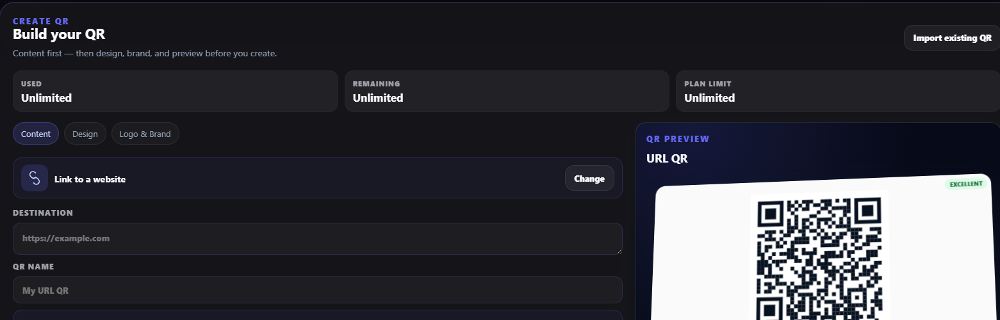 CREATE QR
Build your QR
Content first — then design, brand, and preview before you create.
Import existing QR
USED
Unlimited
REMAINING
Unlimited
PLAN LIMIT
Unlimited
Content
Design
Logo & Brand
Link to a website
Change
DESTINATION
https://example.com
QR NAME
My URL QR
QR PREVIEW
URL QR
EXCELLENT